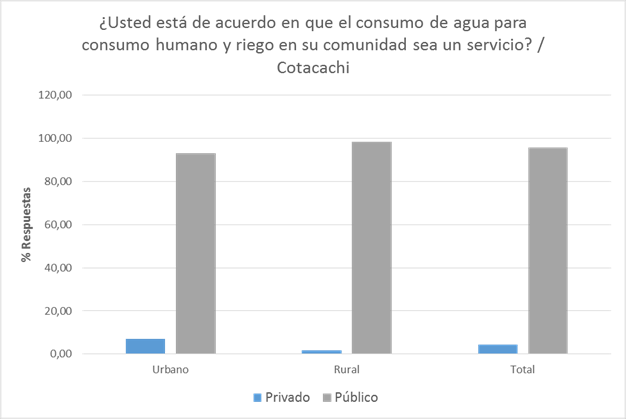 ¿Usted está de acuerdo en que el consumo de agua para
consumo humano y riego en su comunidad sea un servicio? /
Cotacachi
120,00
100,00
80,00
60,00
40,00
20,00
0,00
% Respuestas
Urbano Rural Total
Privado Público